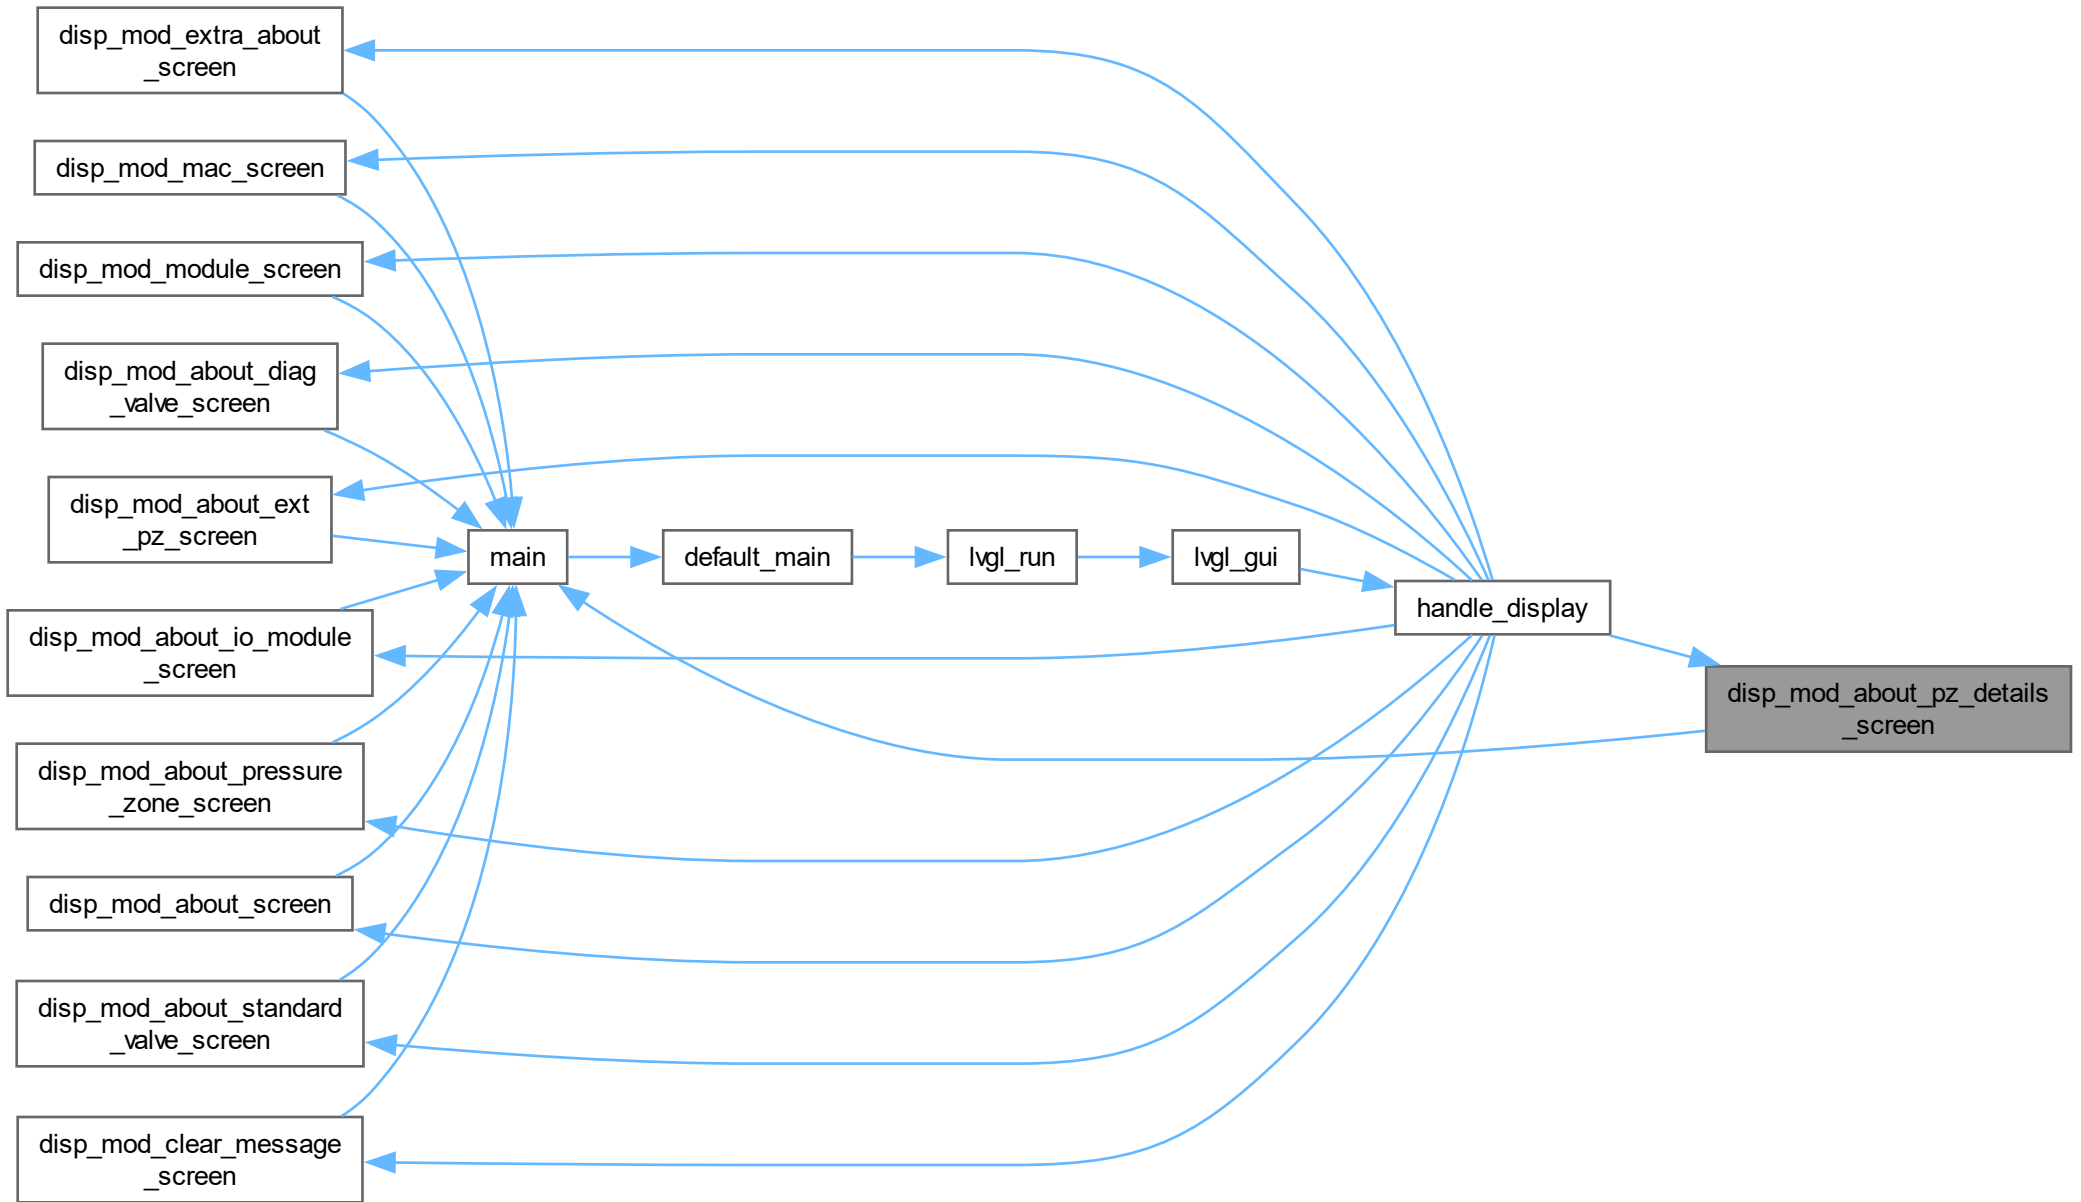 disp_mod_extra_about
_screen
disp_mod_mac_screen
disp_mod_module_screen
disp_mod_about_diag
_valve_screen
disp_mod_about_ext
_pz_screen
disp_mod_about_io_module
_screen
disp_mod_about_pressure
_zone_screen
disp_mod_about_screen
disp_mod_about_standard
_valve_screen
disp_mod_clear_message
_screen
main
default_main
lvgl_run
lvgl_gui
handle_display
disp_mod_about_pz_details
_screen